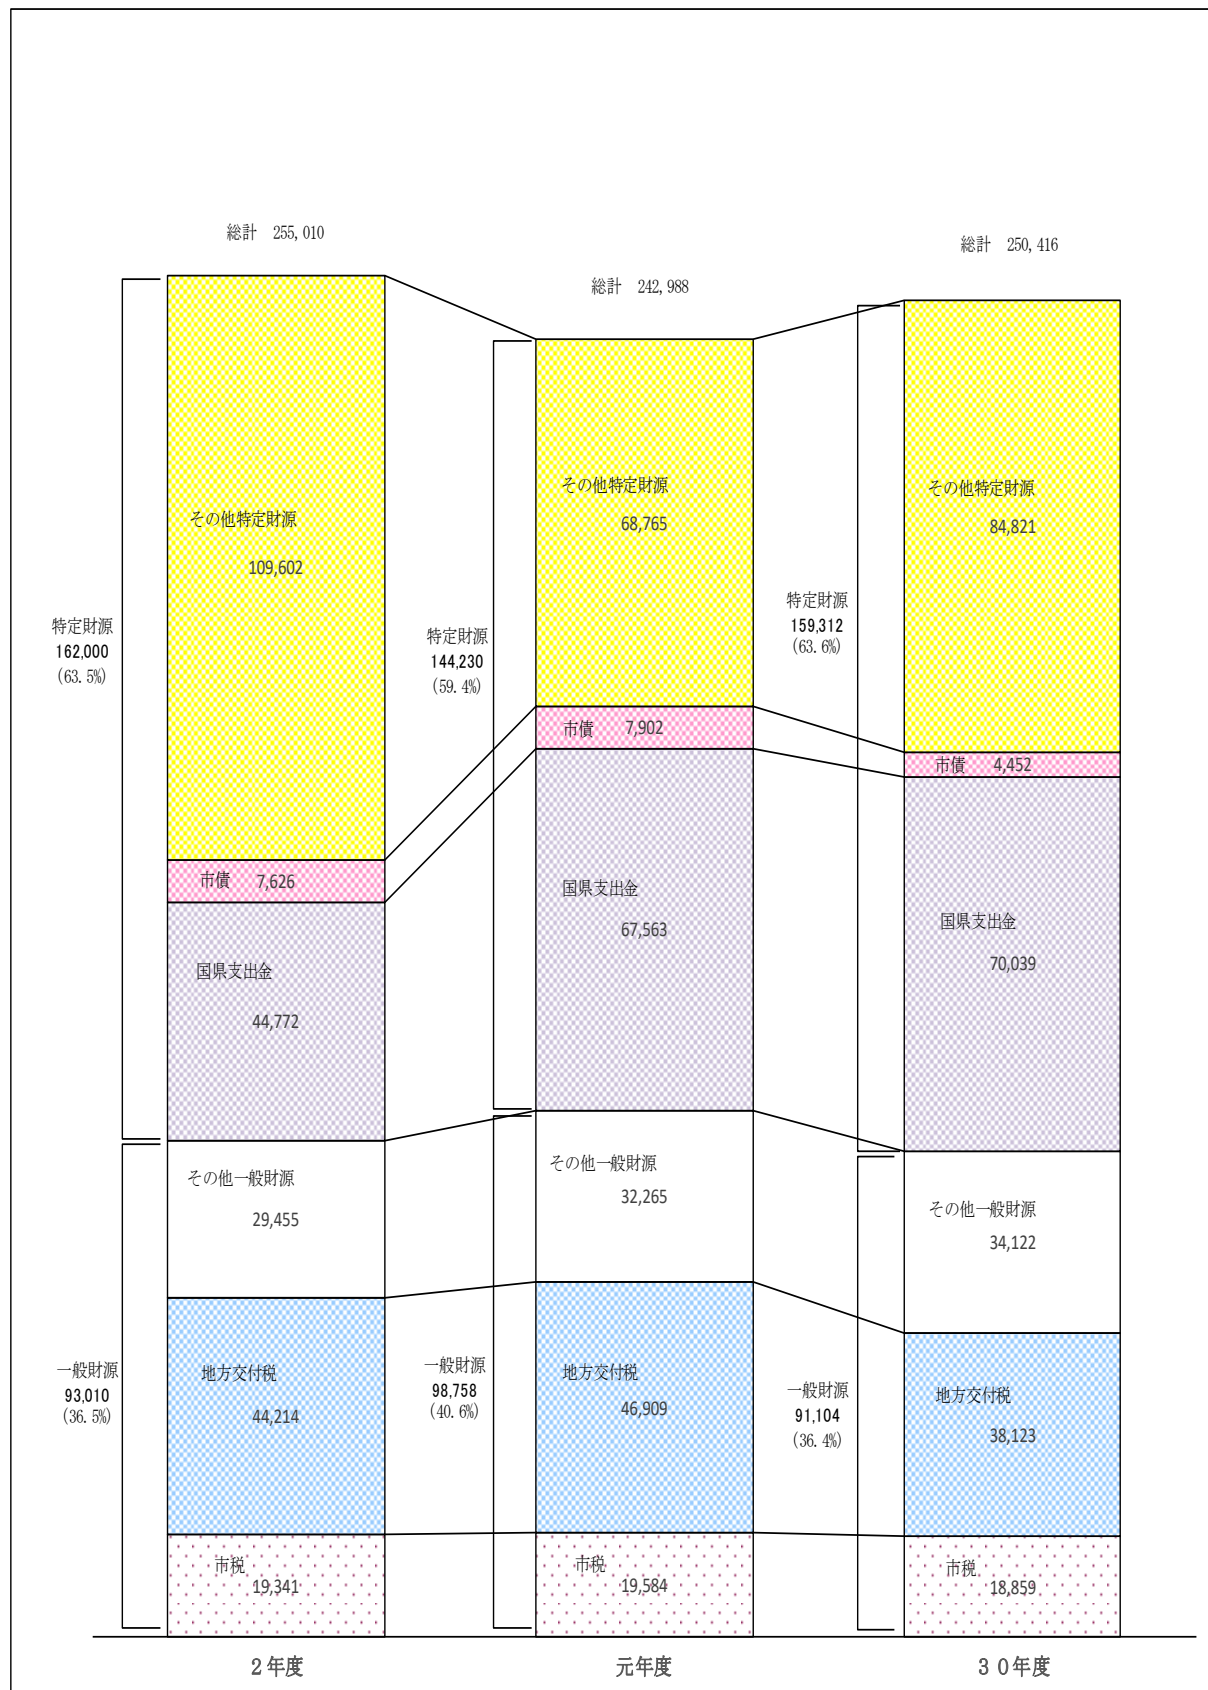 総計　255,010
その他特定財源
109,602
特定財源
162,000
(63.5%)
市債　7,626
国県支出金
44,772
その他一般財源
29,455
一般財源
93,010
(36.5%)
地方交付税
44,214
市税
19,341
2年度
総計　242,988
その他特定財源
68,765
特定財源
144,230
(59.4%)
市債　7,902
国県支出金
67,563
その他一般財源
32,265
一般財源
98,758
(40.6%)
地方交付税
46,909
市税
19,584
元年度
総計　250,416
その他特定財源
84,821
特定財源
159,312
(63.6%)
市債　4,452
国県支出金
70,039
その他一般財源
34,122
一般財源
91,104
(36.4%)
地方交付税
38,123
市税
18,859
３０年度